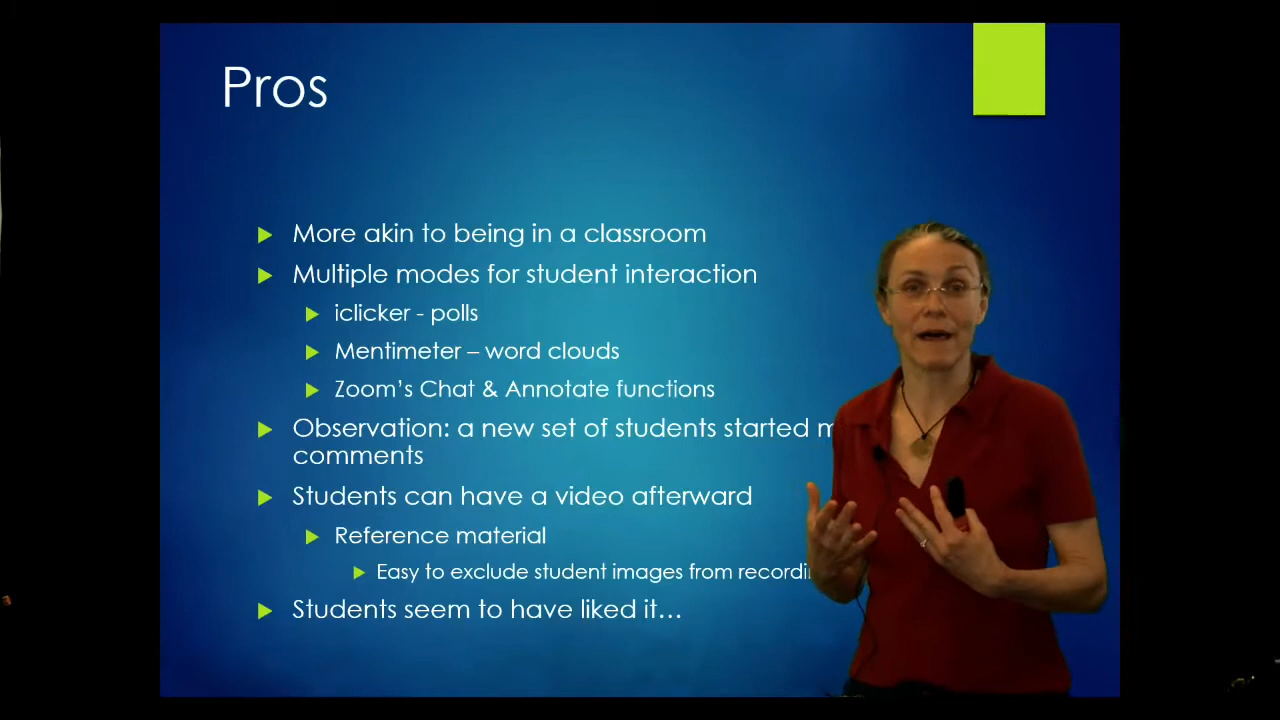 Pros
More akin to being in a classroom
Multiple modes for student interaction
iclicker - polls
Mentimeter – word clouds
Zoom's Chat & Annotate functions
Observation: a new set of students started
comments
Students can have a video afterward
Reference material
Easy to exclude student images from
Students seem to have liked it...